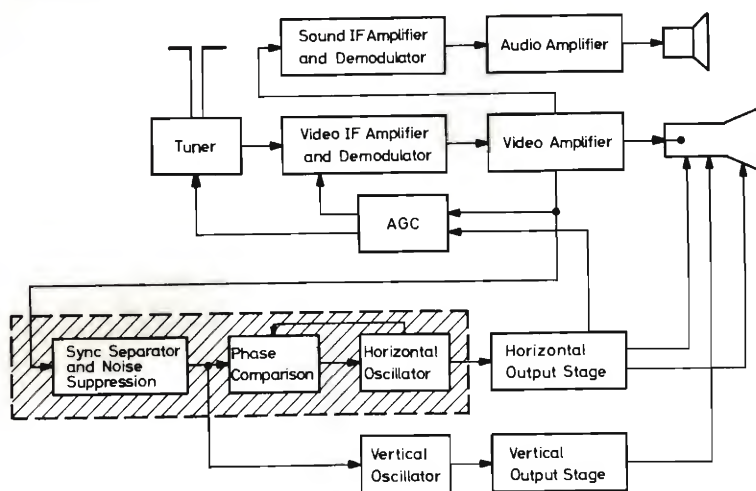 Sound IF Amplifier
and Demodulator
Audio Amplifier
Tuner
Video IF Amplifier
and Demodulator
Video Amplifier
AGC
Sync Separator
and Noise
Suppression
Phase
Comparison
Horizontal
Oscillator
Horizontal
Output Stage
Vertical
Oscillator
Vertical
Output Stage